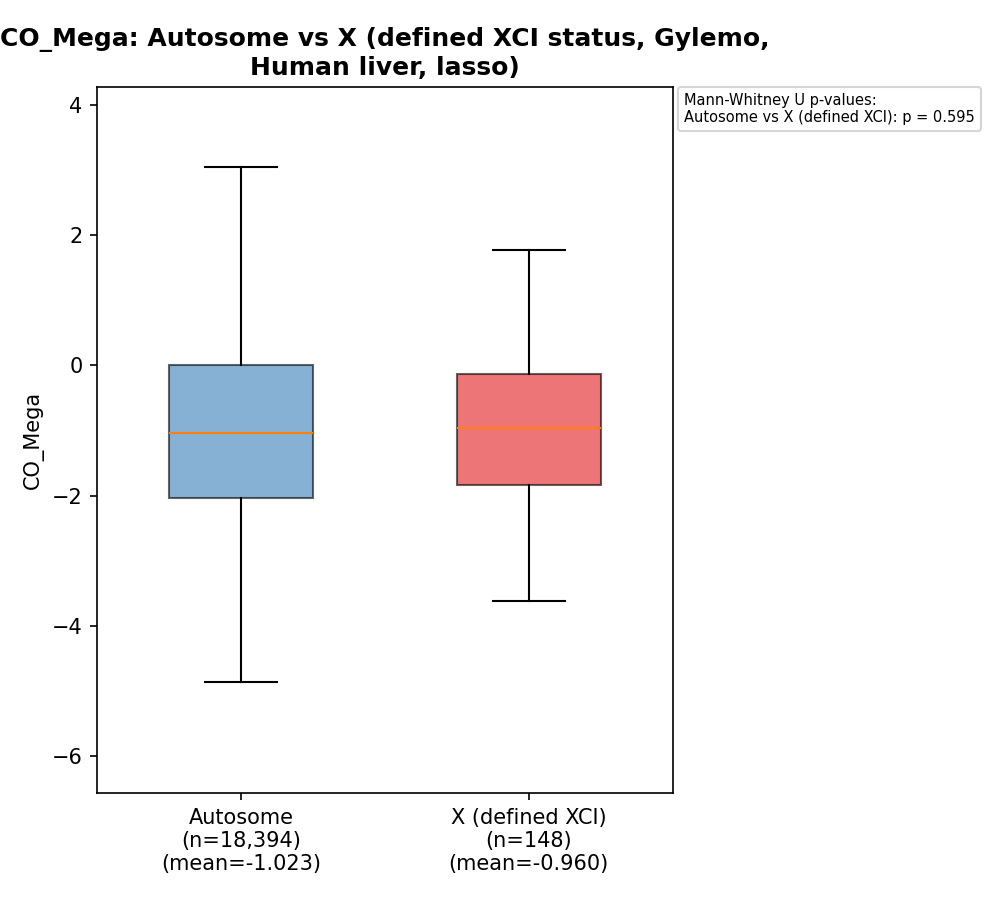 CO_Mega: Autosome vs X (defined XCI status, Gylemo,
Human liver, lasso)
Mann-Whitney U p-values:
Autosome vs X (defined XCI): p = 0.595
4
2
0
−2
−4
−6
CO_Mega
Autosome
(n=18,394)
(mean=-1.023)
X (defined XCI)
(n=148)
(mean=-0.960)